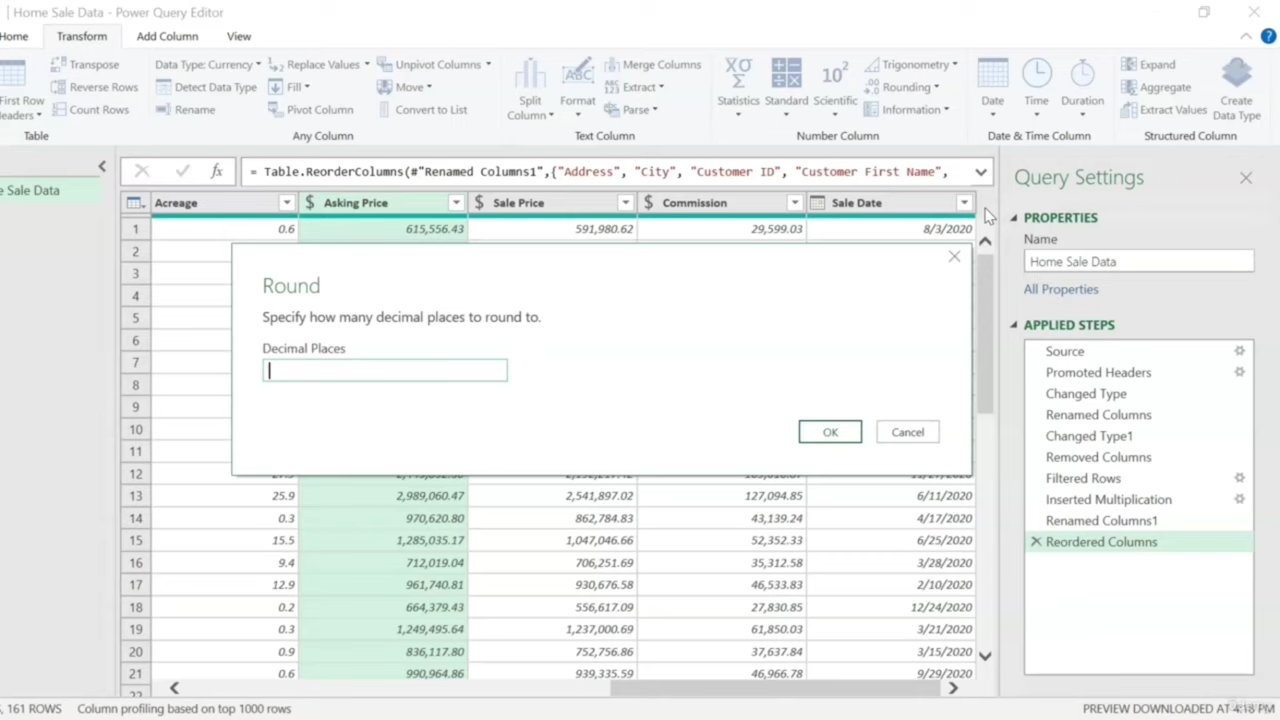 Home Sale Data - Power Query Editor
Home Transform Add Column View
Transpose Data Type: Currency Replace Values Unpivot Columns Merge Columns XO Σ 10² Trigonometry Expand
Reverse Rows Detect Data Type Fill Move ABC Extract Rounding Aggregate
First Row Headers Count Rows Rename Pivot Column Convert to List Split Column Format Parse Statistics Standard Scientific Information Date Time Duration Extract Values Create Data Type
Table Any Column Text Column Number Column Date & Time Column Structured Column
fx = Table.ReorderColumns(#"Renamed Columns1",{"Address", "City", "Customer ID", "Customer First Name",
e Sale Data
Acreage $ Asking Price $ Sale Price $ Commission Sale Date
1 0.6 615,556.43 591,980.62 29,599.03 8/3/2020
2
3
4
5
6
7
8
9
10
11
12
13 25.9 2,989,060.47 2,541,897.02 127,094.85 6/11/2020
14 0.3 970,620.80 862,784.83 43,139.24 4/17/2020
15 15.5 1,285,035.17 1,047,046.66 52,352.33 6/25/2020
16 9.4 712,019.04 706,251.69 35,312.58 3/28/2020
17 12.9 961,740.81 930,676.58 46,533.83 2/10/2020
18 0.2 664,379.43 556,617.09 27,830.85 12/24/2020
19 0.3 1,249,495.64 1,237,000.69 61,850.03 3/21/2020
20 0.9 836,117.80 752,756.86 37,637.84 3/15/2020
21 0.6 990,964.86 939,335.59 46,966.78 9/29/2020
Round
Specify how many decimal places to round to.
Decimal Places
OK Cancel
Query Settings
PROPERTIES
Name
Home Sale Data
All Properties
APPLIED STEPS
Source
Promoted Headers
Changed Type
Renamed Columns
Changed Type1
Removed Columns
Filtered Rows
Inserted Multiplication
Renamed Columns1
Reordered Columns
, 161 ROWS Column profiling based on top 1000 rows PREVIEW DOWNLOADED AT 4:18 PM